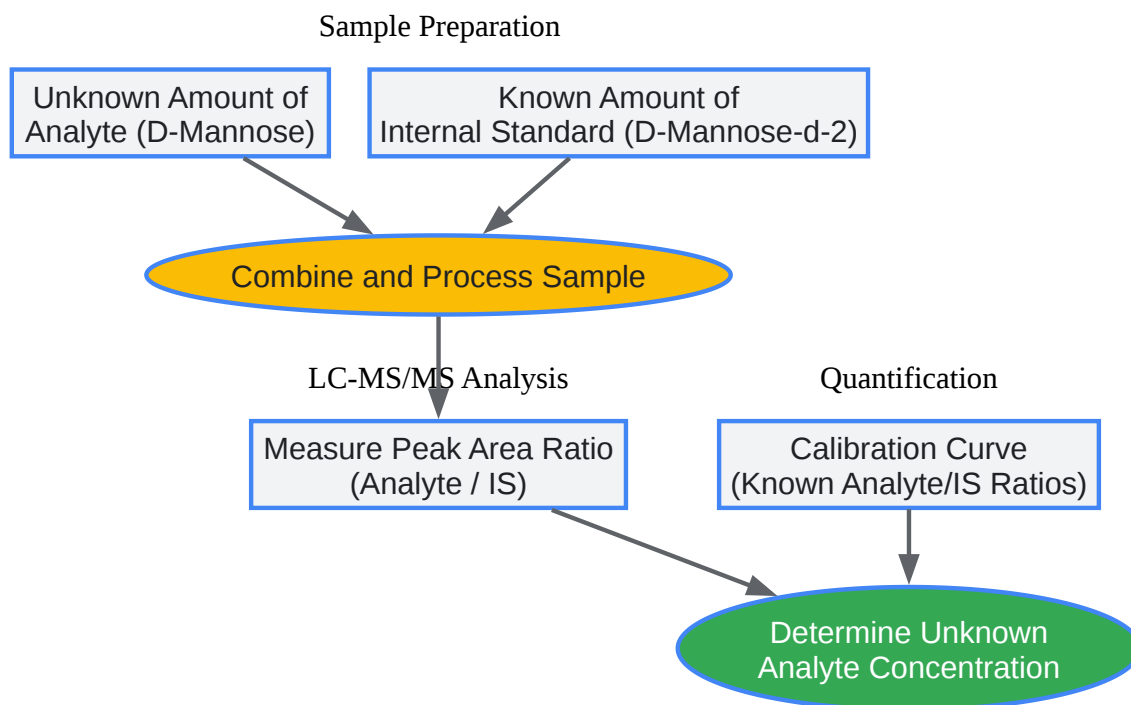 Sample Preparation
Unknown Amount of
Analyte (D-Mannose)
Known Amount of
Internal Standard (D-Mannose-d-2)
Combine and Process Sample
LC-MS/MS Analysis
Quantification
Measure Peak Area Ratio
(Analyte / IS)
Calibration Curve
(Known Analyte/IS Ratios)
Determine Unknown
Analyte Concentration